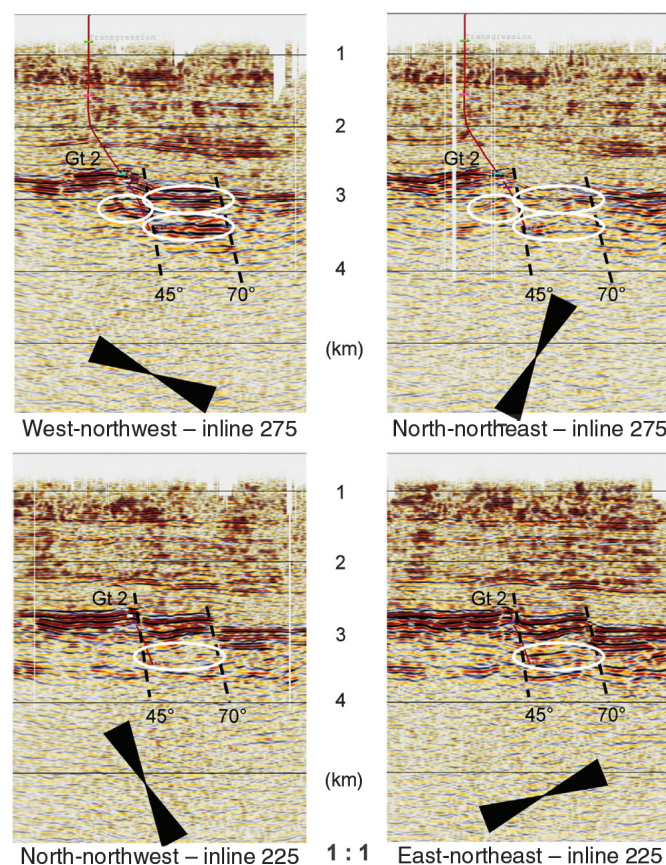 Transgression
1
2
Gt 2
Gt 2
3
4
45° 70°
45° 70°
(km)
West-northwest – inline 275
North-northeast – inline 275
1
2
Gt 2
Gt 2
3
4
45° 70°
45° 70°
(km)
North-northwest – inline 225
1 : 1
East-northeast – inline 225